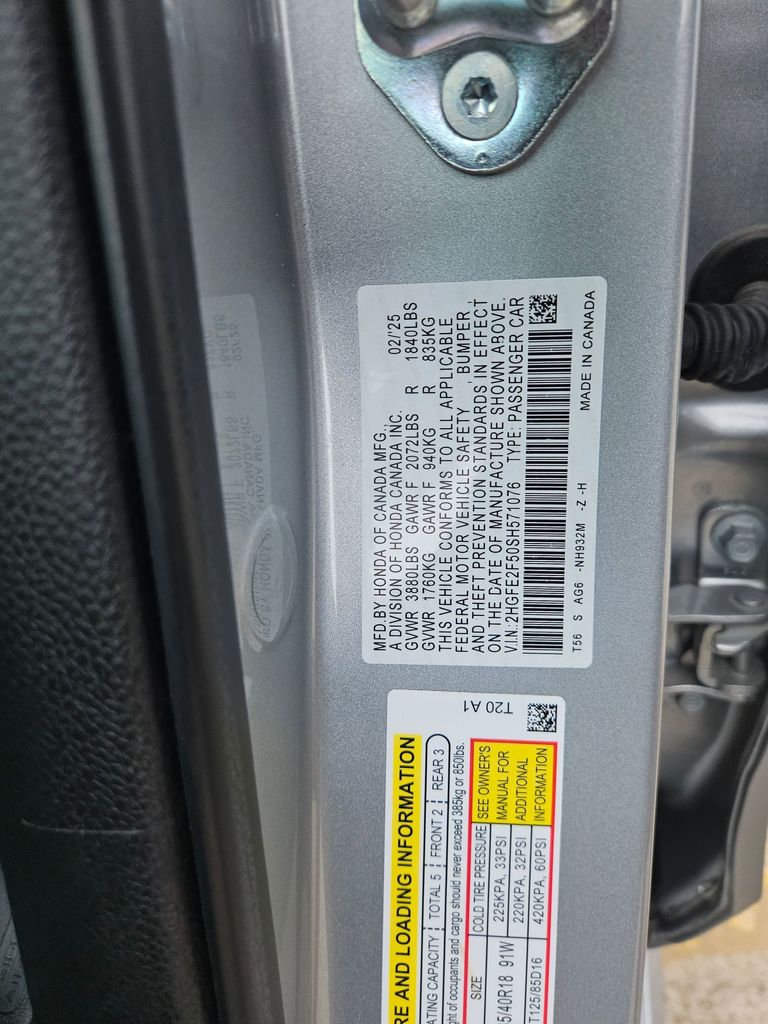 MFD.BY HONDA OF CANADA MFG.,
A DIVISION OF HONDA CANADA INC. 02/'25
GVWR 3880LBS GAWR F 2072LBS R 1840LBS
GVWR 1760KG GAWR F 940KG R 835KG
THIS VEHICLE CONFORMS TO ALL APPLICABLE
FEDERAL MOTOR VEHICLE SAFETY , BUMPER ,
AND THEFT PREVENTION STANDARDS IN EFFECT
ON THE DATE OF MANUFACTURE SHOWN ABOVE.
V.I.N.: 2HGFE2F50SH571076 TYPE: PASSENGER CAR
T56 S AG6 -NH932M -Z -H
MADE IN CANADA
T20 A1
RE AND LOADING INFORMATION
ATING CAPACITY TOTAL 5 FRONT 2 REAR 3
ht of occupants and cargo should never exceed 385kg or 850lbs.
SIZE COLD TIRE PRESSURE SEE OWNER'S
5/40R18 91W 225KPA, 33PSI MANUAL FOR
220KPA, 32PSI ADDITIONAL
T125/85D16 420KPA, 60PSI INFORMATION